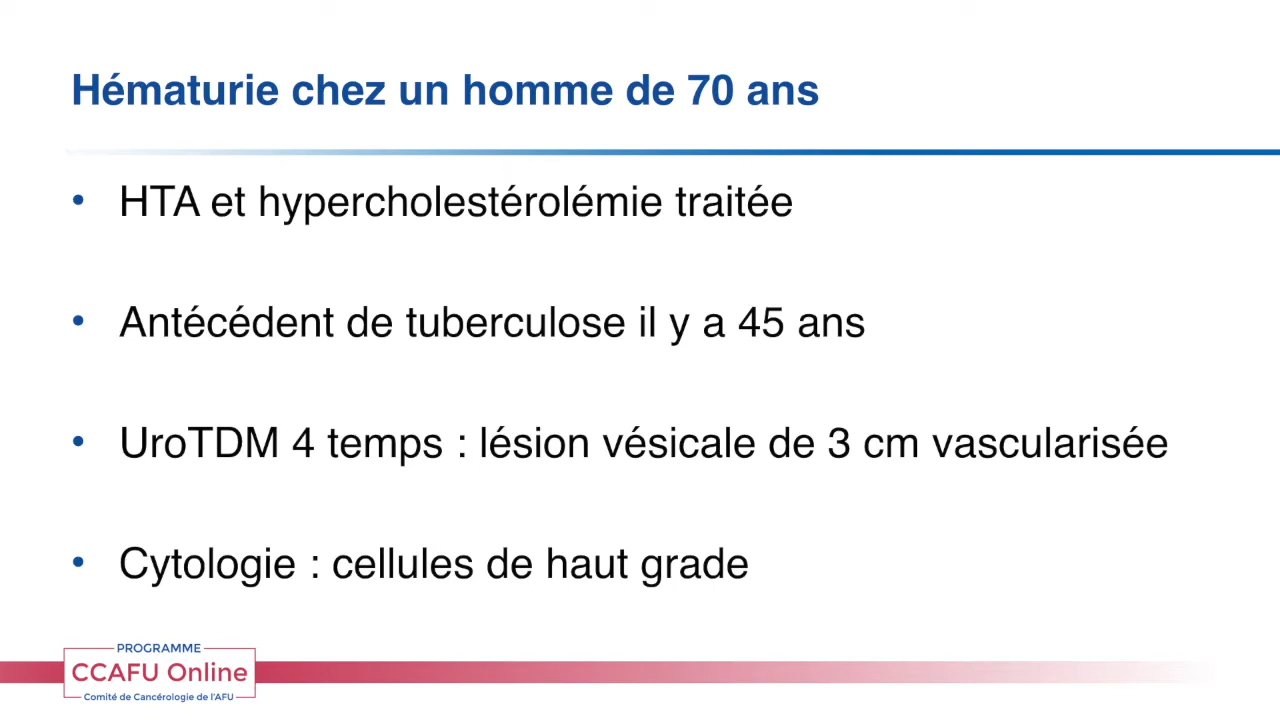 Hématurie chez un homme de 70 ans
• HTA et hypercholestérolémie traitée
• Antécédent de tuberculose il y a 45 ans
• UroTDM 4 temps : lésion vésicale de 3 cm vascularisée
• Cytologie : cellules de haut grade
PROGRAMME
CCAFU Online
Comité de Cancérologie de l'AFU